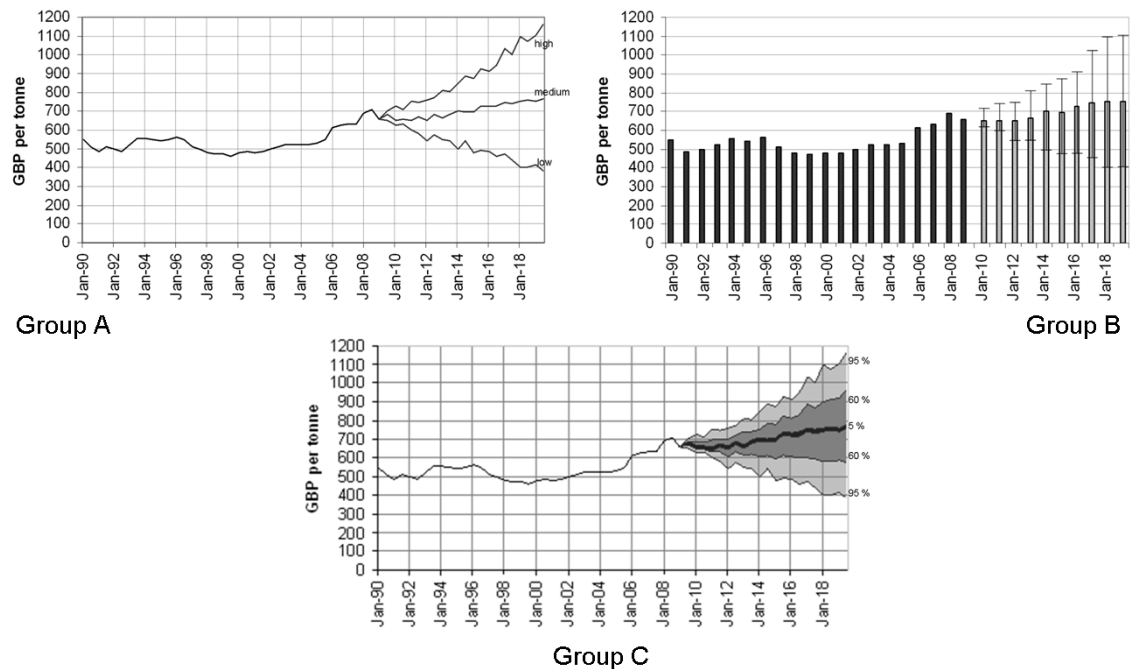 1200
1100
1000
900
800
700
600
500
400
300
200
100
0
GBP per tonne
high
medium
low
Jan-90
Jan-92
Jan-94
Jan-96
Jan-98
Jan-00
Jan-02
Jan-04
Jan-06
Jan-08
Jan-10
Jan-12
Jan-14
Jan-16
Jan-18
Group A
1200
1100
1000
900
800
700
600
500
400
300
200
100
0
GBP per tonne
Jan-90
Jan-92
Jan-94
Jan-96
Jan-98
Jan-00
Jan-02
Jan-04
Jan-06
Jan-08
Jan-10
Jan-12
Jan-14
Jan-16
Jan-18
Group B
1200
1100
1000
900
800
700
600
500
400
300
200
100
0
GBP per tonne
95 %
60 %
5 %
60 %
95 %
Jan-90
Jan-92
Jan-94
Jan-96
Jan-98
Jan-00
Jan-02
Jan-04
Jan-06
Jan-08
Jan-10
Jan-12
Jan-14
Jan-16
Jan-18
Group C